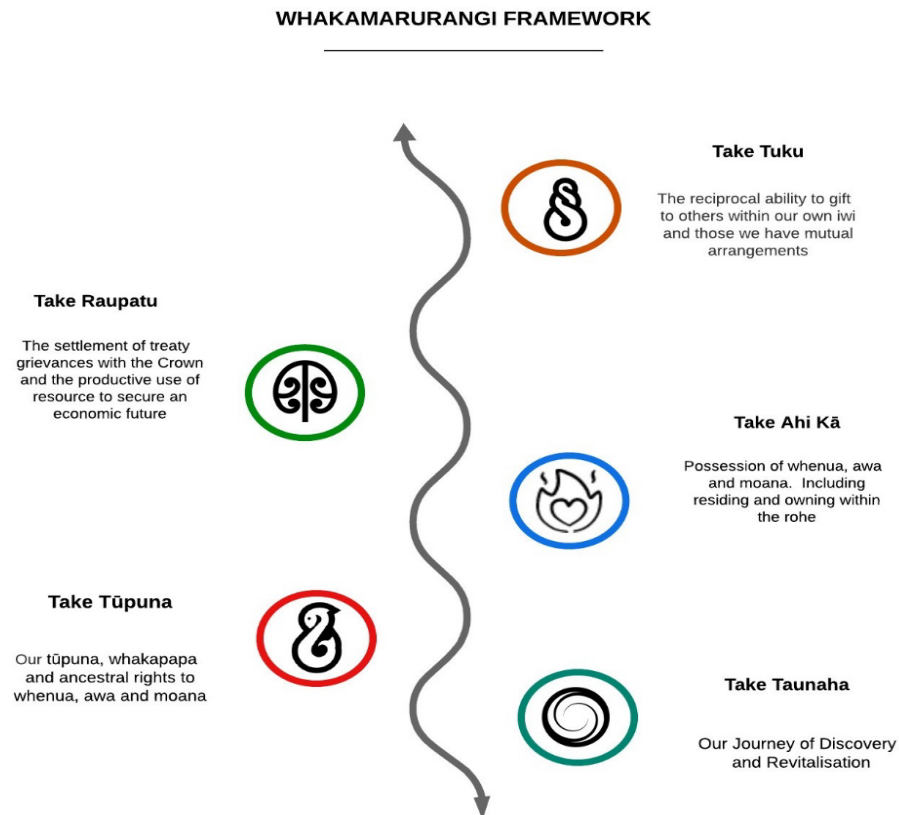 WHAKAMARURANGI FRAMEWORK
Take Tuku
The reciprocal ability to gift
to others within our own iwi
and those we have mutual
arrangements
Take Raupatu
The settlement of treaty
grievances with the Crown
and the productive use of
resource to secure an
economic future
Take Ahi Kā
Possession of whenua, awa
and moana.  Including
residing and owning within
the rohe
Take Tūpuna
Our tūpuna, whakapapa
and ancestral rights to
whenua, awa and moana
Take Taunaha
Our Journey of Discovery
and Revitalisation